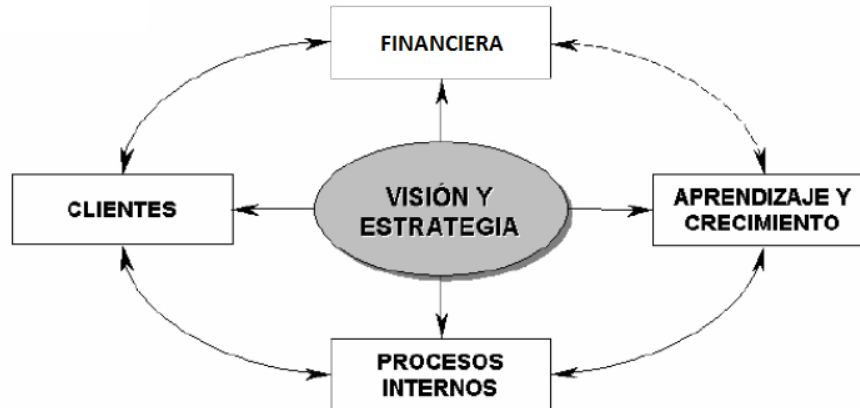 FINANCIERA
CLIENTES
VISIÓN Y
ESTRATEGIA
APRENDIZAJE Y
CRECIMIENTO
PROCESOS
INTERNOS